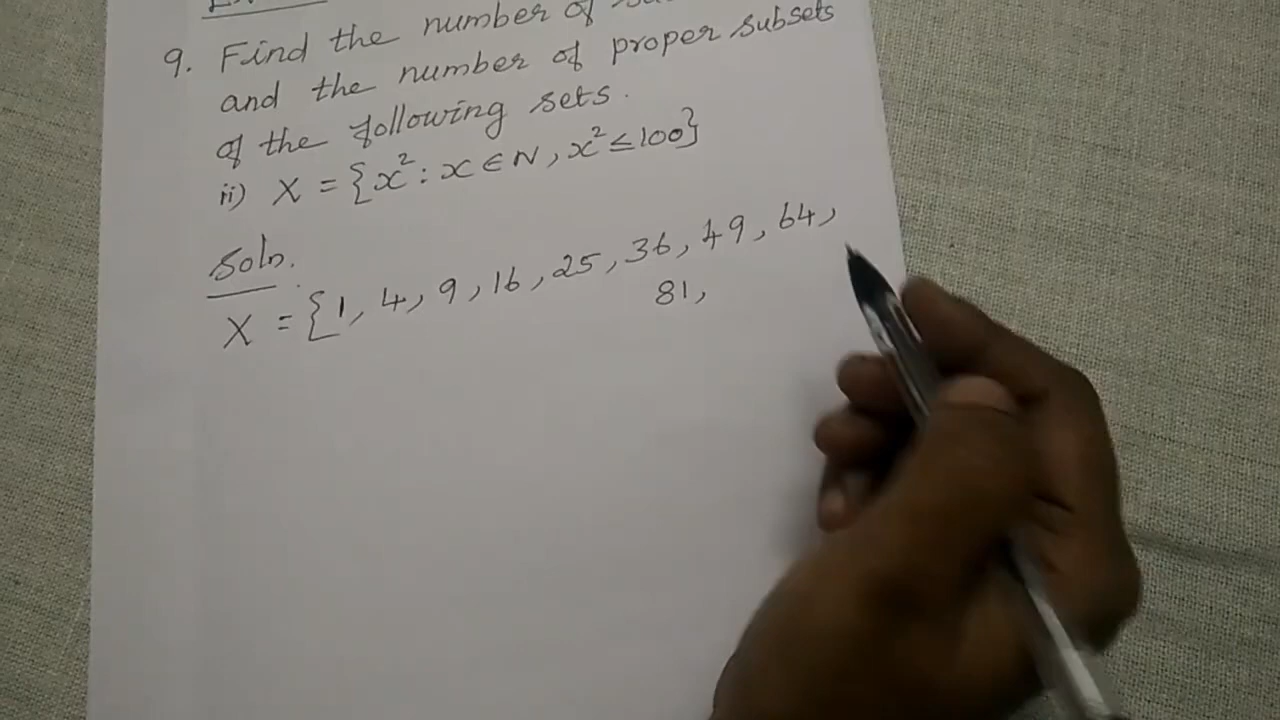 9. Find the number of
and the number of proper subsets
of the following sets.
ii) X = {x² : x ∈ N, x² ≤ 100}
Soln.
X = {1, 4, 9, 16, 25, 36, 49, 64,
81,